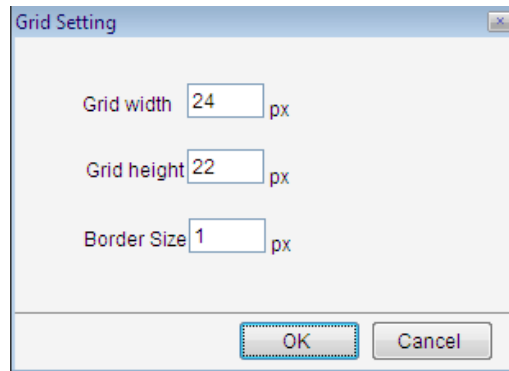 Grid Setting
Grid width 24 px
Grid height 22 px
Border Size 1 px
OK Cancel